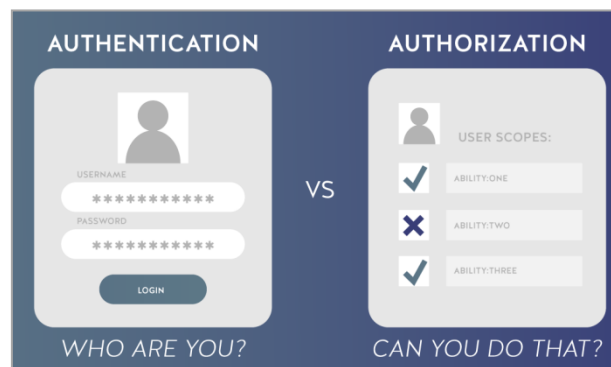 AUTHENTICATION
USERNAME
***********
PASSWORD
***********
LOGIN
WHO ARE YOU?
VS
AUTHORIZATION
USER SCOPES:
ABILITY:ONE
ABILITY:TWO
ABILITY:THREE
CAN YOU DO THAT?